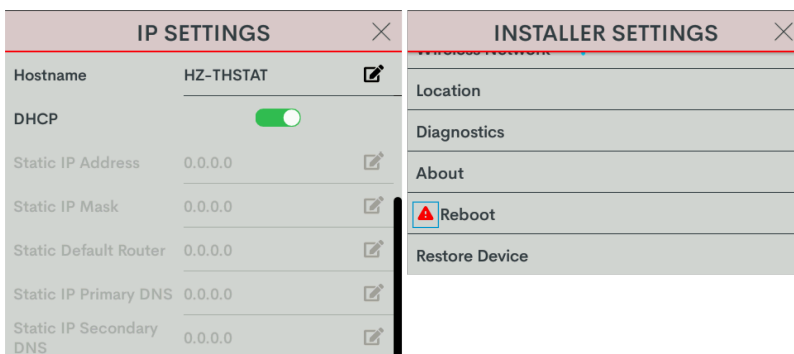 IP SETTINGS
Hostname HZ-THSTAT
DHCP
Static IP Address 0.0.0.0
Static IP Mask 0.0.0.0
Static Default Router 0.0.0.0
Static IP Primary DNS 0.0.0.0
Static IP Secondary
DNS 0.0.0.0
INSTALLER SETTINGS
Wireless Network
Location
Diagnostics
About
Reboot
Restore Device